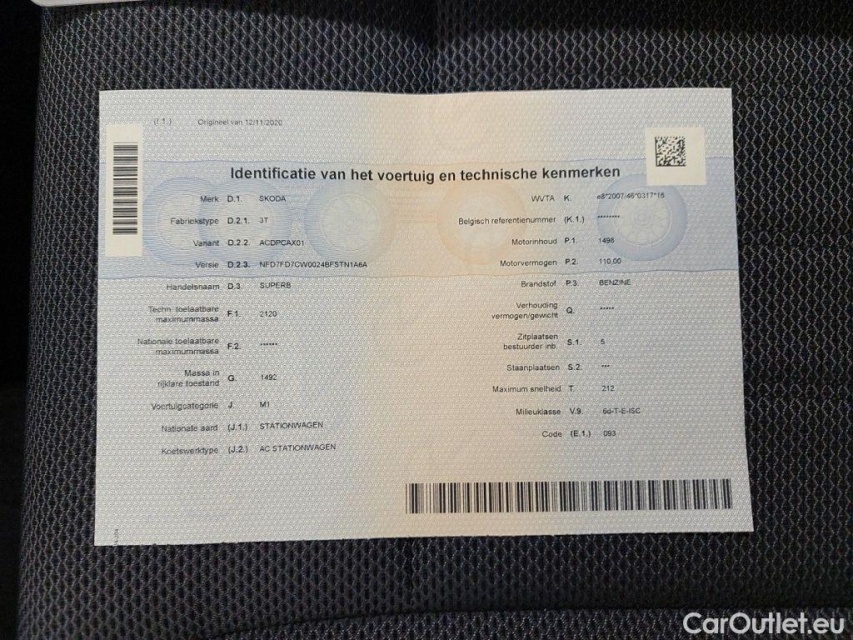 (I.1.) Origineel van 12/11/2020
Identificatie van het voertuig en technische kenmerken
Merk D.1. SKODA
Fabriekstype D.2.1. 3T
Variant D.2.2. ACDPCAX01
Versie D.2.3. NFD7FD7CW0024BFSTN1A6A
Handelsnaam D.3. SUPERB
Techn. toelaatbare
maximummassa F.1. 2120
Nationale toelaatbare
maximummassa F.2. ******
Massa in
rijklare toestand G. 1492
Voertuigcategorie J. M1
Nationale aard (J.1.) STATIONWAGEN
Koetswerktype (J.2.) AC STATIONWAGEN
WVTA K. e8*2007/46*0317*16
Belgisch referentienummer (K.1.) ********
Motorinhoud P.1. 1498
Motorvermogen P.2. 110,00
Brandstof P.3. BENZINE
Verhouding
vermogen/gewicht Q. *****
Zitplaatsen
bestuurder inb. S.1. 5
Staanplaatsen S.2. ***
Maximum snelheid T. 212
Milieuklasse V.9. 6d-T-E-ISC
Code (E.1.) 093
CarOutlet.eu